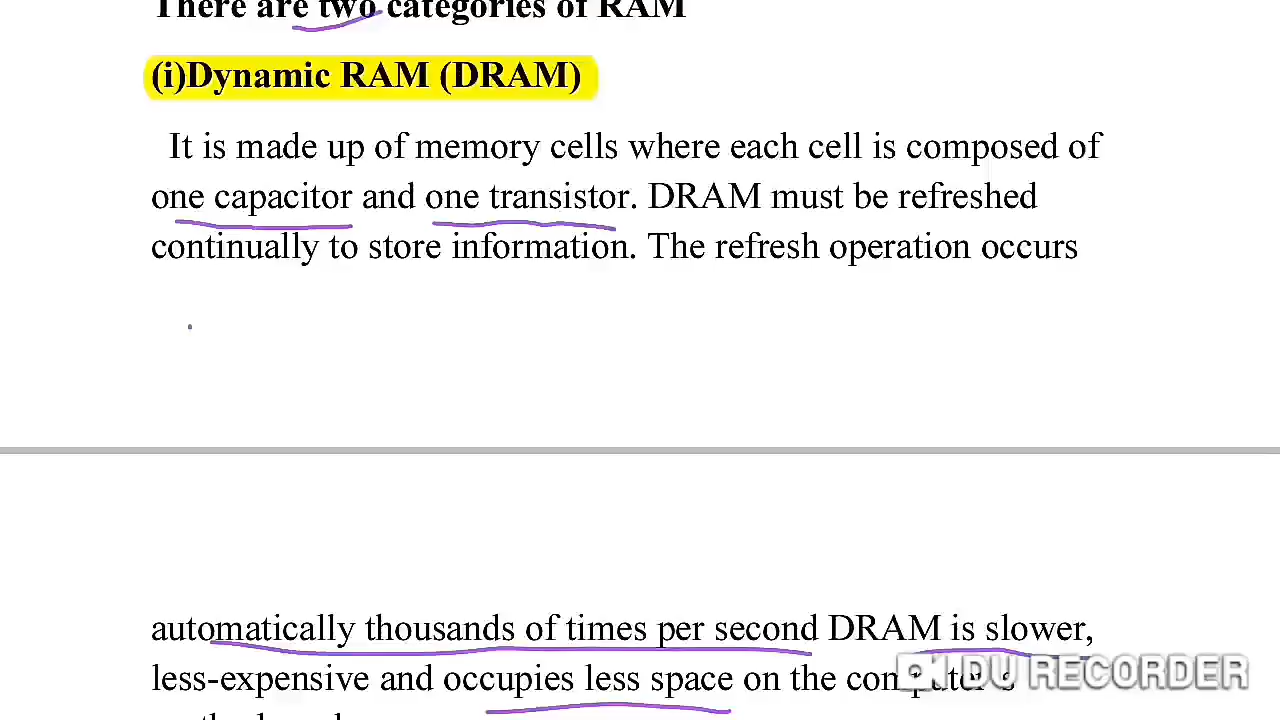 There are two categories of RAM
(i)Dynamic RAM (DRAM)
It is made up of memory cells where each cell is composed of
one capacitor and one transistor. DRAM must be refreshed
continually to store information. The refresh operation occurs
automatically thousands of times per second DRAM is slower,
less-expensive and occupies less space on the computer's
DU RECORDER